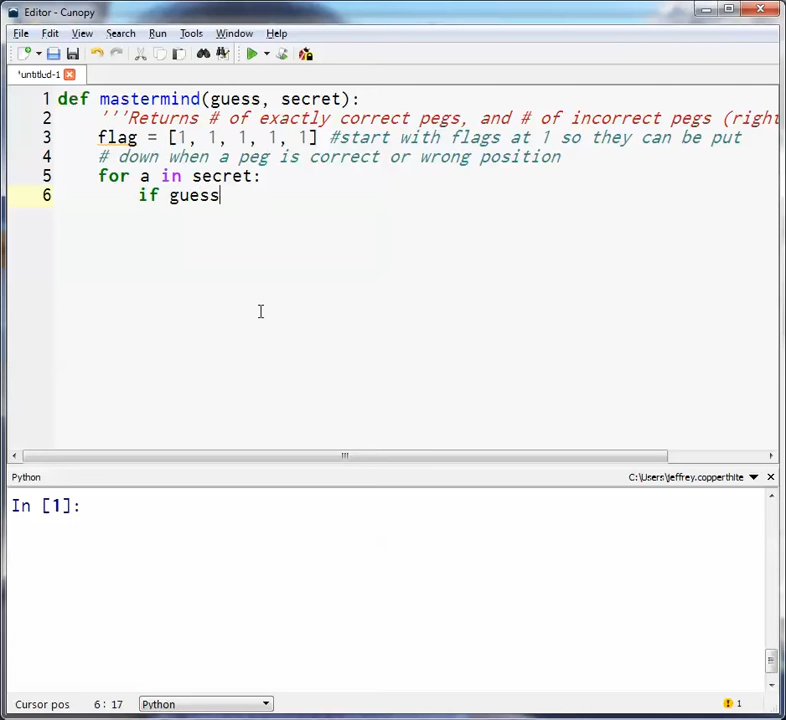 Editor - Cunopy
File Edit View Search Run Tools Window Help
*untitled-1
1 def mastermind(guess, secret):
2 '''Returns # of exactly correct pegs, and # of incorrect pegs (right
3 flag = [1, 1, 1, 1, 1] #start with flags at 1 so they can be put
4 # down when a peg is correct or wrong position
5 for a in secret:
6 if guess
Python C:\Users\jeffrey.copperthite
In [1]:
Cursor pos 6 : 17 Python 1